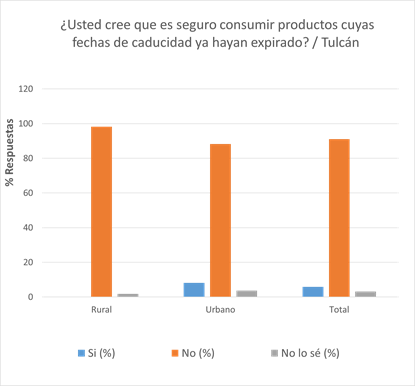 ¿Usted cree que es seguro consumir productos cuyas
fechas de caducidad ya hayan expirado? / Tulcán
% Respuestas
120
100
80
60
40
20
0
Rural
Urbano
Total
Si (%)
No (%)
No lo sé (%)